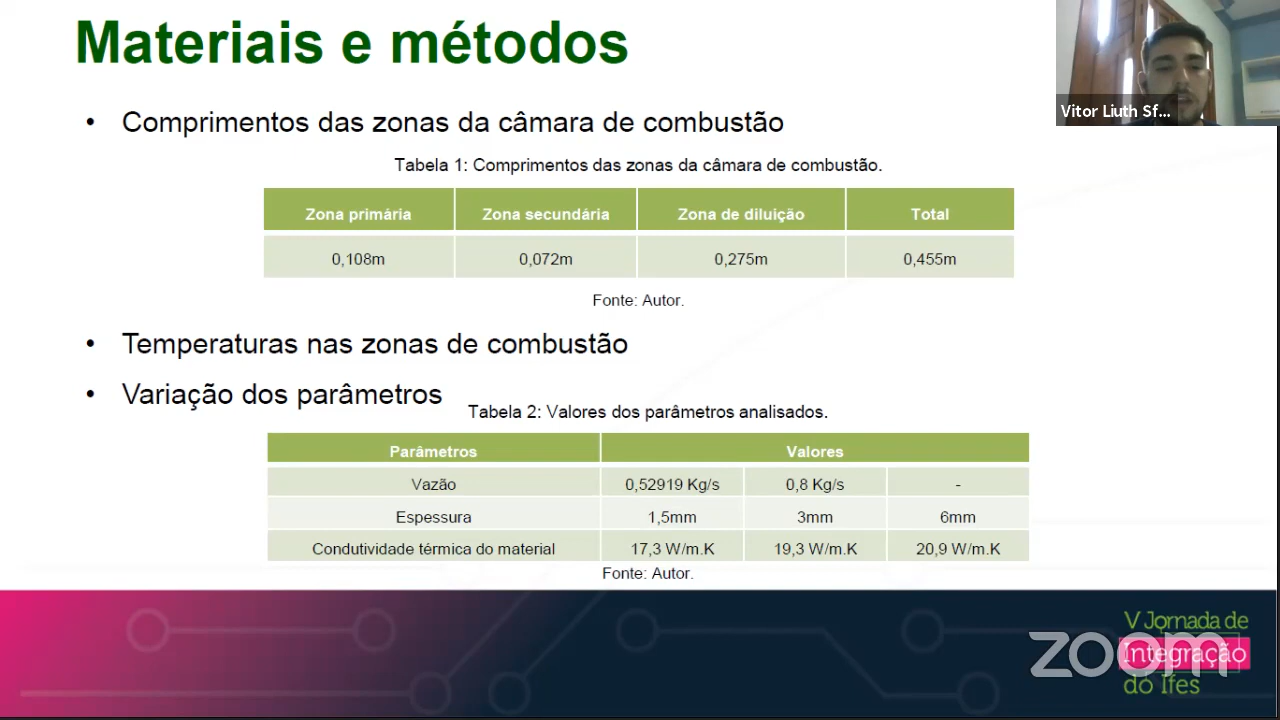 Materiais e métodos
Vitor Liuth Sf...
• Comprimentos das zonas da câmara de combustão
Tabela 1: Comprimentos das zonas da câmara de combustão.
Zona primária Zona secundária Zona de diluição Total
0,108m 0,072m 0,275m 0,455m
Fonte: Autor.
• Temperaturas nas zonas de combustão
• Variação dos parâmetros
Tabela 2: Valores dos parâmetros analisados.
Parâmetros Valores
Vazão 0,52919 Kg/s 0,8 Kg/s -
Espessura 1,5mm 3mm 6mm
Condutividade térmica do material 17,3 W/m.K 19,3 W/m.K 20,9 W/m.K
Fonte: Autor.
V Jornada de
Integração
do Ifes
zoom